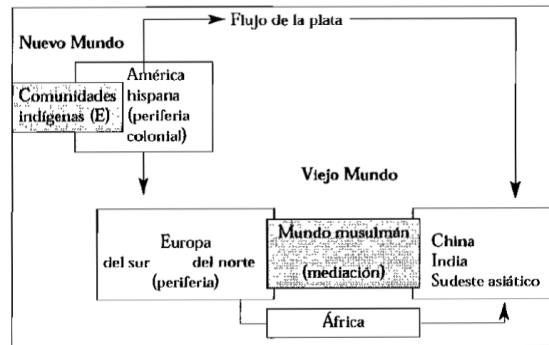 Flujo de la plata
Nuevo Mundo
América
hispana
(periferia
colonial)
Comunidades
indígenas (E)
Viejo Mundo
Europa
del sur del norte
(periferia)
Mundo musulmán
(mediación)
China
India
Sudeste asiático
África